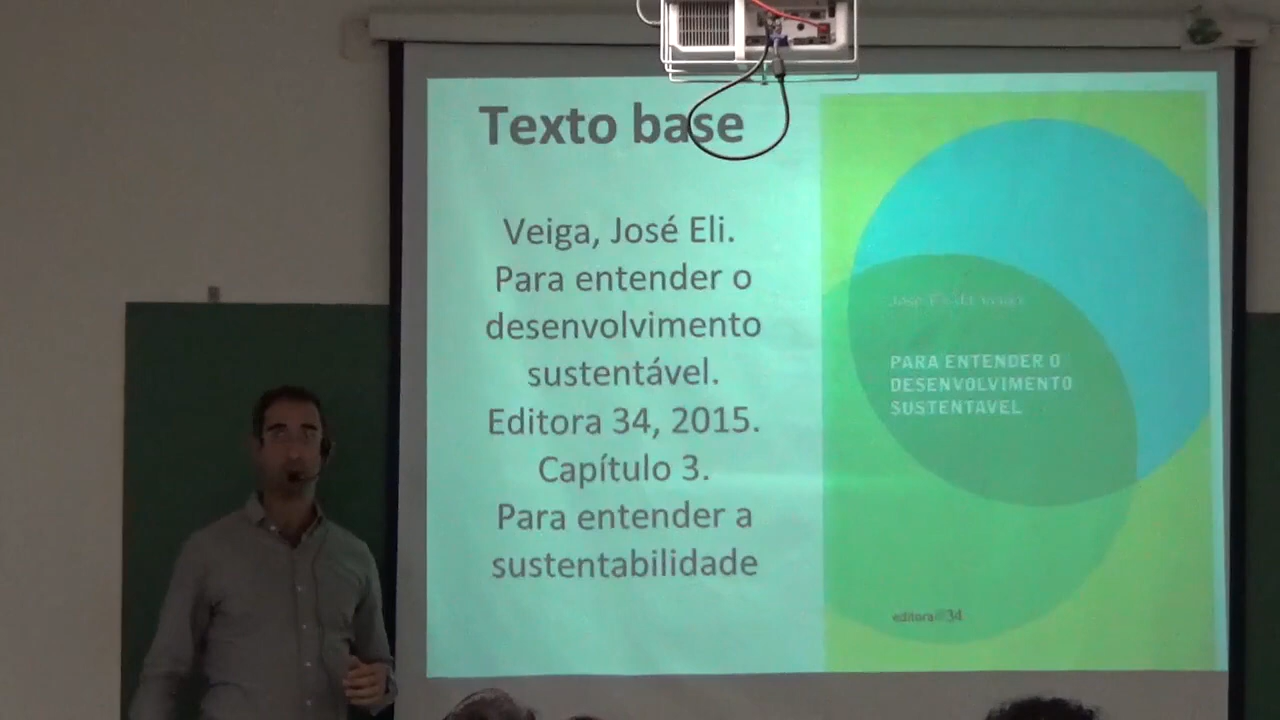 Texto base
Veiga, José Eli.
Para entender o
desenvolvimento
sustentável.
Editora 34, 2015.
Capítulo 3.
Para entender a
sustentabilidade
PARA ENTENDER O
DESENVOLVIMENTO
SUSTENTÁVEL
editora 34